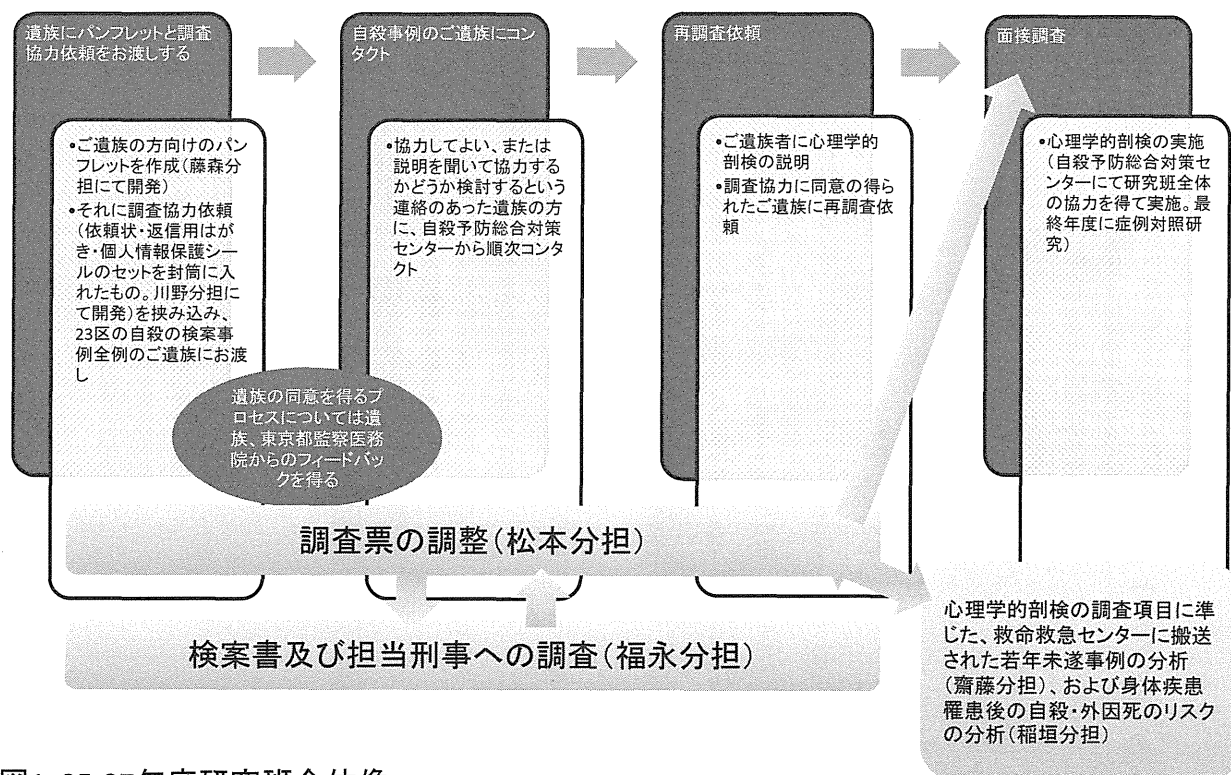 遺族にパンフレットと調査
協力依頼をお渡しする
自殺事例のご遺族にコン
タクト
再調査依頼
面接調査
•ご遺族の方向けのパン
フレットを作成(藤森分
担にて開発)
•それに調査協力依頼
(依頼状・返信用はが
き・個人情報保護シー
ルのセットを封筒に入
れたもの。川野分担に
て開発)を挟み込み、
23区の自殺の検案事
例全例のご遺族にお渡
し
•協力してよい、または
説明を聞いて協力する
かどうか検討するという
連絡のあった遺族の方
に、自殺予防総合対策
センターから順次コンタ
クト
•ご遺族者に心理学的
剖検の説明
•調査協力に同意の得ら
れたご遺族に再調査依
頼
•心理学的剖検の実施
(自殺予防総合対策セ
ンターにて研究班全体
の協力を得て実施。最
終年度に症例対照研
究)
遺族の同意を得るプ
ロセスについては遺
族、東京都監察医務
院からのフィードバッ
クを得る
調査票の調整(松本分担)
検案書及び担当刑事への調査(福永分担)
心理学的剖検の調査項目に準
じた、救命救急センターに搬送
された若年未遂事例の分析
(齋藤分担)、および身体疾患
罹患後の自殺・外因死のリスク
の分析(稲垣分担)